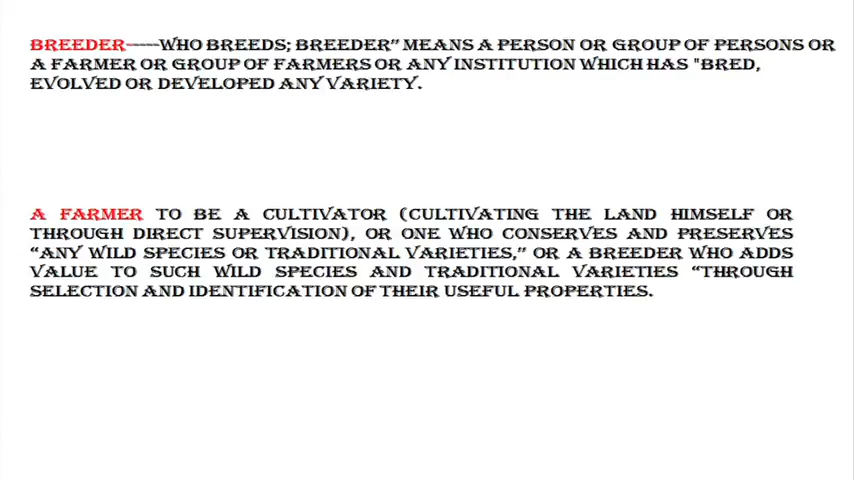 BREEDER-----WHO BREEDS; BREEDER" MEANS A PERSON OR GROUP OF PERSONS OR
A FARMER OR GROUP OF FARMERS OR ANY INSTITUTION WHICH HAS "BRED,
EVOLVED OR DEVELOPED ANY VARIETY.
A FARMER TO BE A CULTIVATOR (CULTIVATING THE LAND HIMSELF OR
THROUGH DIRECT SUPERVISION), OR ONE WHO CONSERVES AND PRESERVES
“ANY WILD SPECIES OR TRADITIONAL VARIETIES,” OR A BREEDER WHO ADDS
VALUE TO SUCH WILD SPECIES AND TRADITIONAL VARIETIES “THROUGH
SELECTION AND IDENTIFICATION OF THEIR USEFUL PROPERTIES.